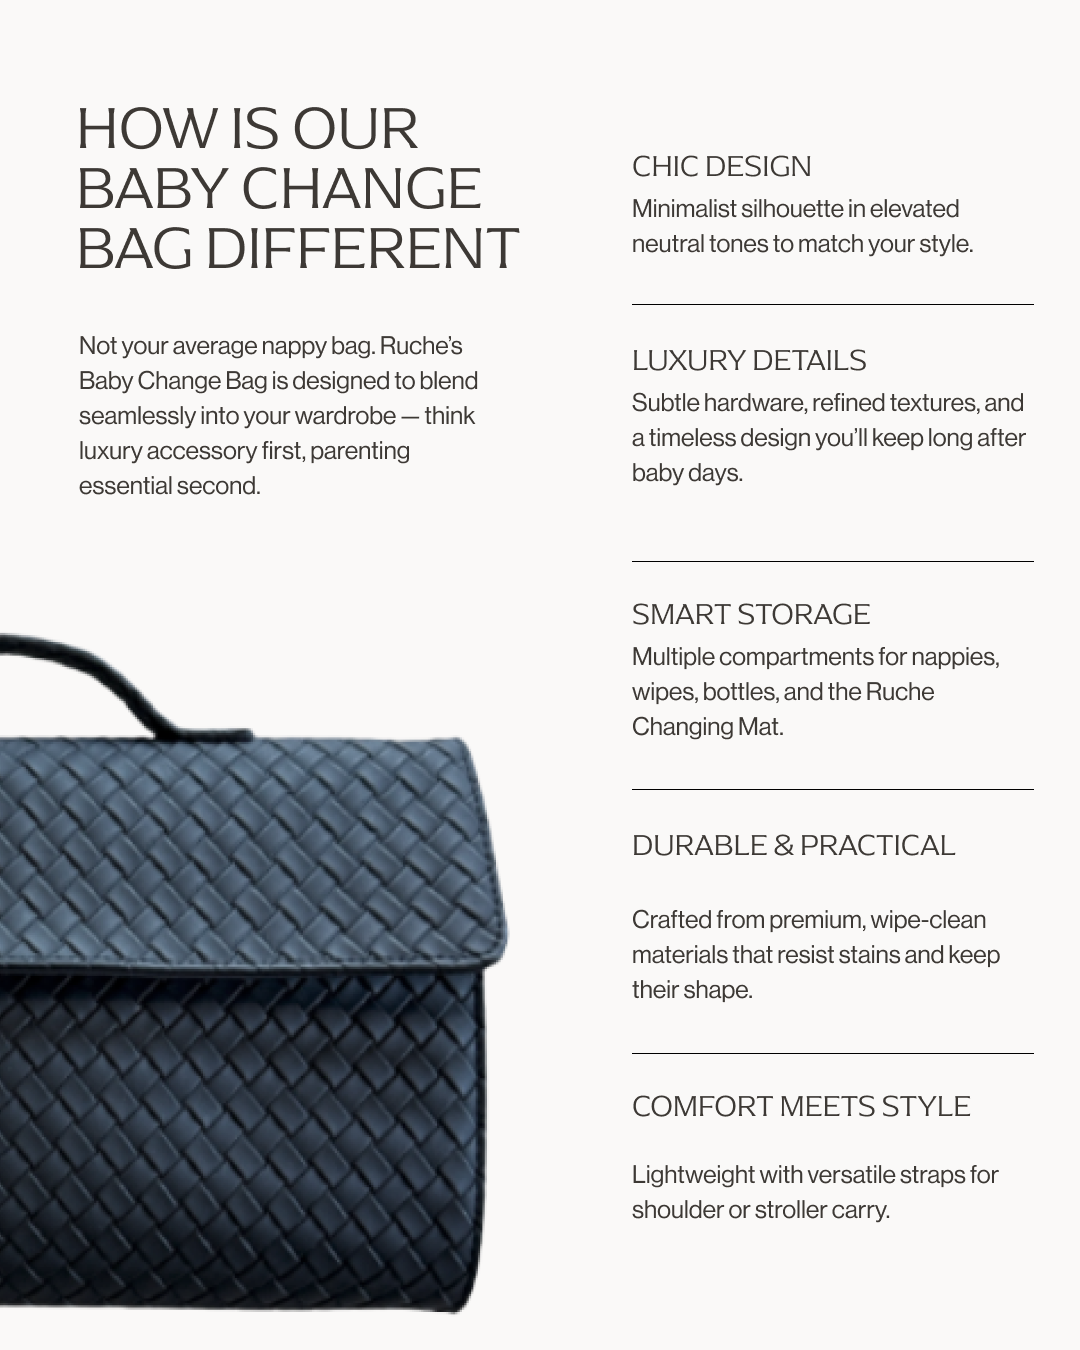 HOW IS OUR
BABY CHANGE
BAG DIFFERENT
Not your average nappy bag. Ruche’s
Baby Change Bag is designed to blend
seamlessly into your wardrobe — think
luxury accessory first, parenting
essential second.
CHIC DESIGN
Minimalist silhouette in elevated
neutral tones to match your style.
LUXURY DETAILS
Subtle hardware, refined textures, and
a timeless design you’ll keep long after
baby days.
SMART STORAGE
Multiple compartments for nappies,
wipes, bottles, and the Ruche
Changing Mat.
DURABLE & PRACTICAL
Crafted from premium, wipe-clean
materials that resist stains and keep
their shape.
COMFORT MEETS STYLE
Lightweight with versatile straps for
shoulder or stroller carry.